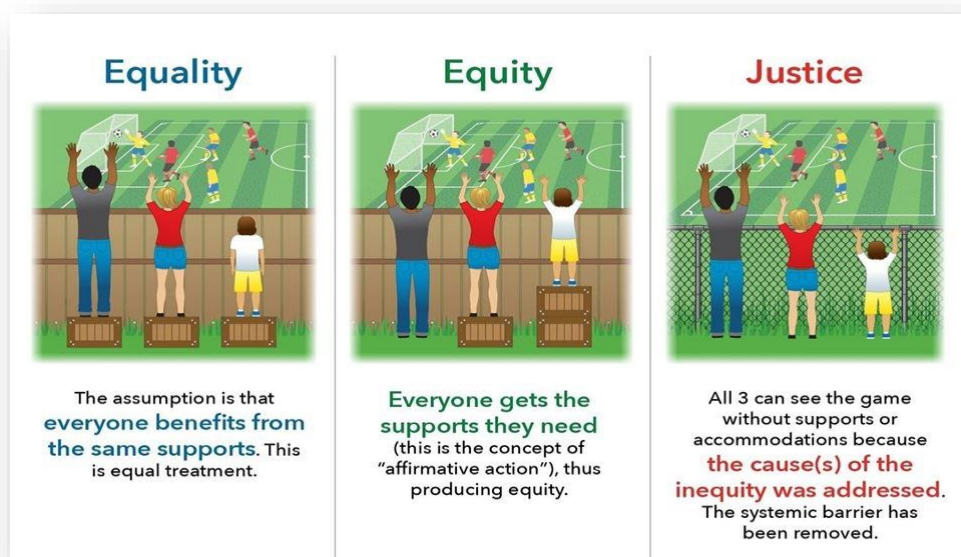 Equality
The assumption is that
everyone benefits from
the same supports. This
is equal treatment.
Equity
Everyone gets the
supports they need
(this is the concept of
“affirmative action”), thus
producing equity.
Justice
All 3 can see the game
without supports or
accommodations because
the cause(s) of the
inequity was addressed.
The systemic barrier has
been removed.